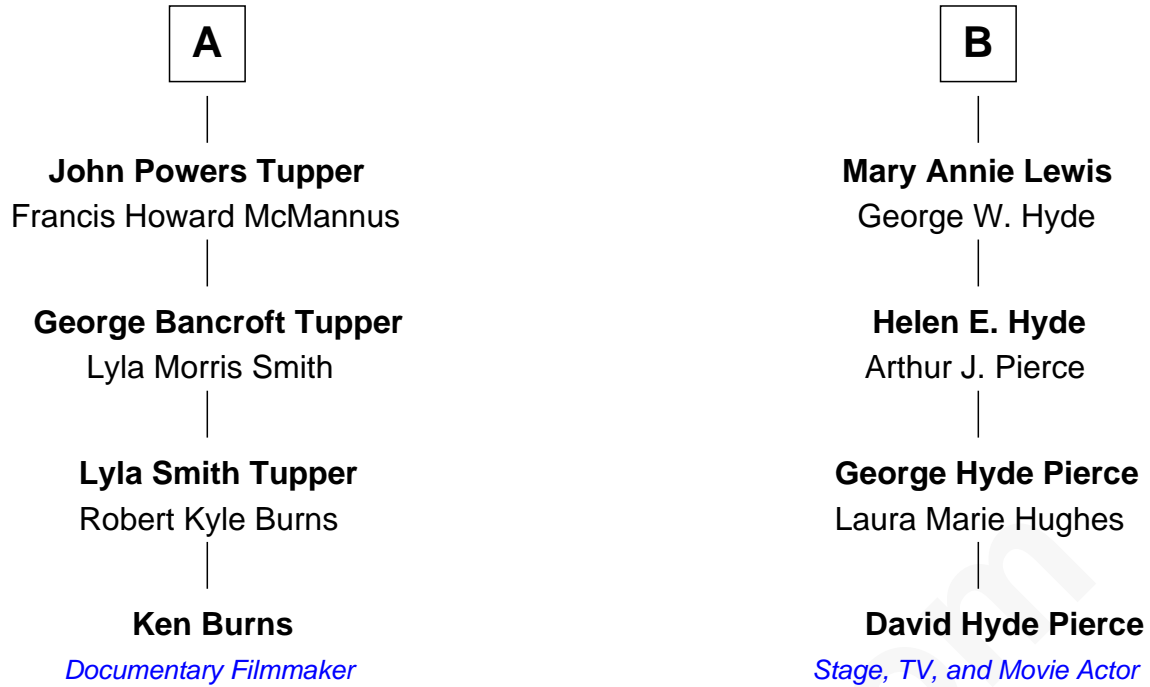 A
John Powers Tupper
Francis Howard McMannus
George Bancroft Tupper
Lyla Morris Smith
Lyla Smith Tupper
Robert Kyle Burns
Ken Burns
Documentary Filmmaker
B
Mary Annie Lewis
George W. Hyde
Helen E. Hyde
Arthur J. Pierce
George Hyde Pierce
Laura Marie Hughes
David Hyde Pierce
Stage, TV, and Movie Actor